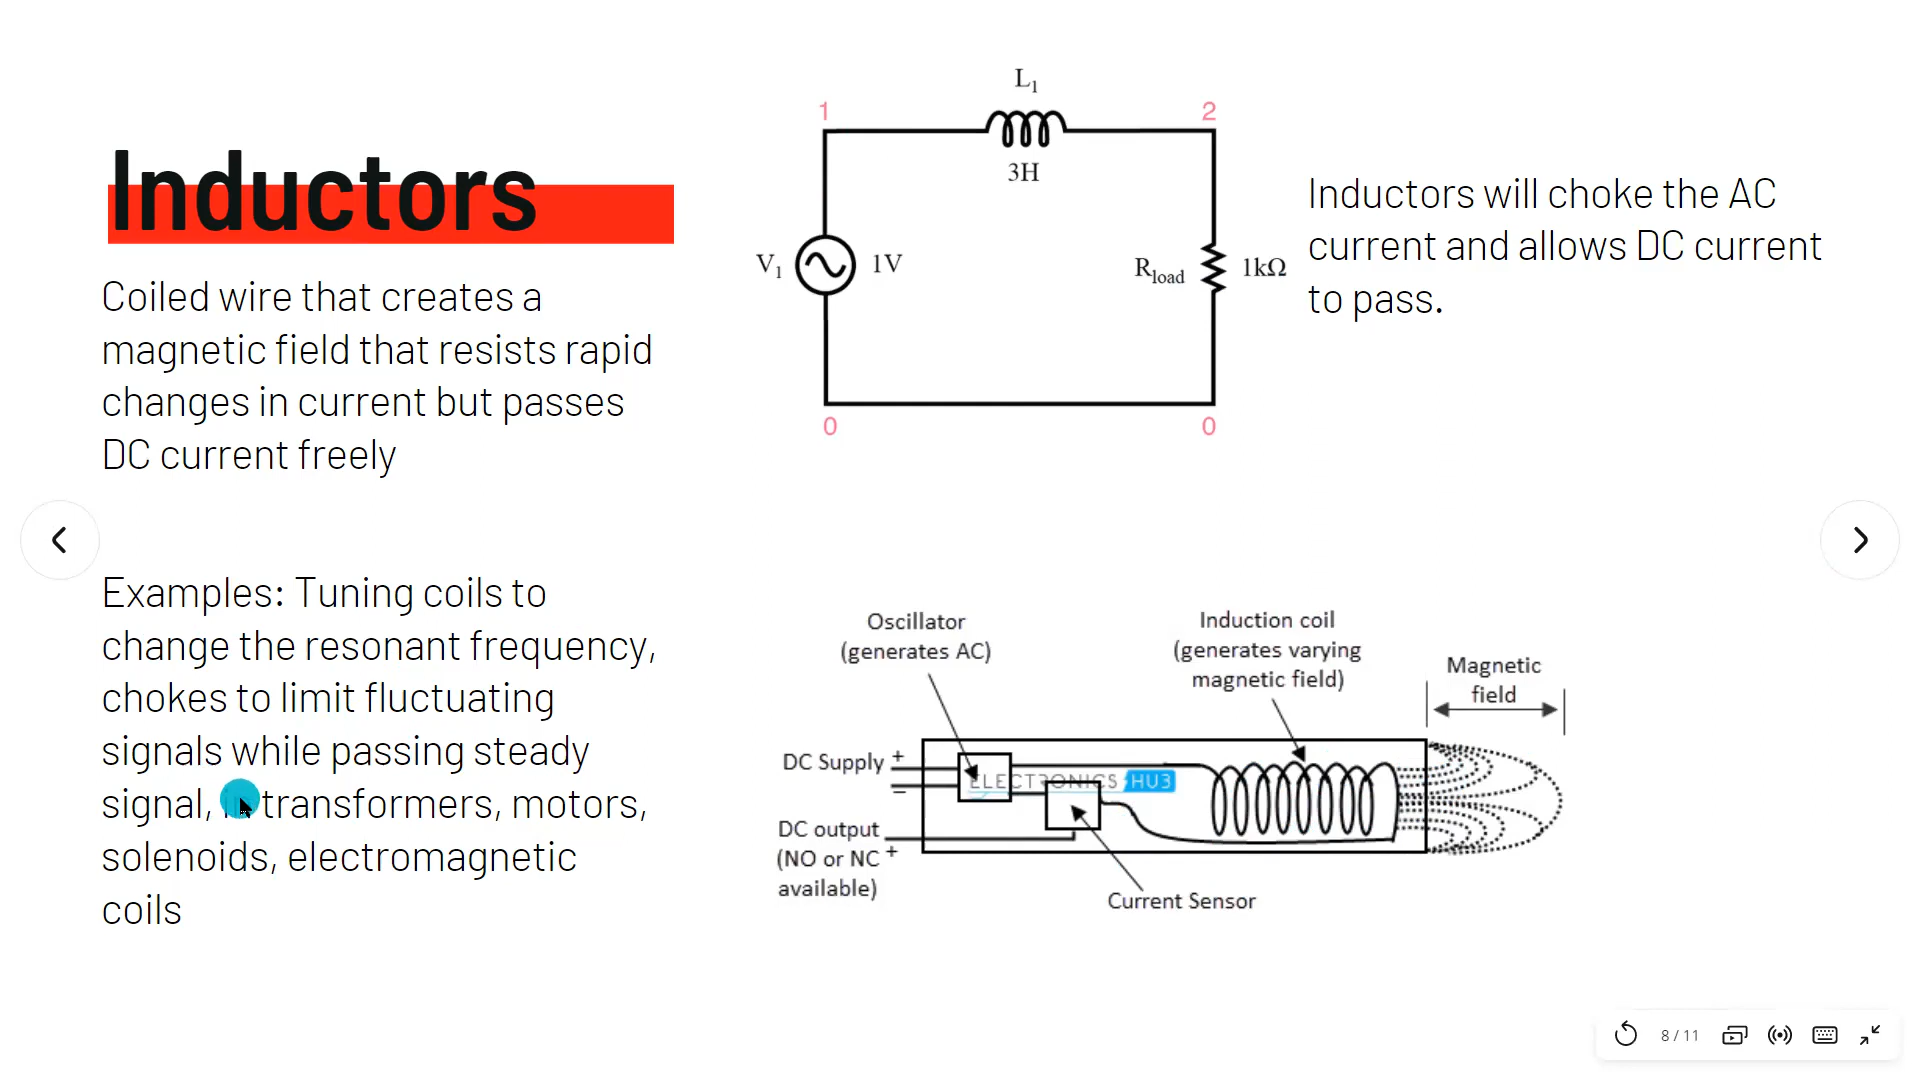 Inductors
Coiled wire that creates a
magnetic field that resists rapid
changes in current but passes
DC current freely
Examples: Tuning coils to
change the resonant frequency,
chokes to limit fluctuating
signals while passing steady
signal, in transformers, motors,
solenoids, electromagnetic
coils
L₁
1
2
3H
V₁
1V
Rload
1kΩ
0
0
Inductors will choke the AC
current and allows DC current
to pass.
Oscillator
(generates AC)
Induction coil
(generates varying
magnetic field)
Magnetic
field
DC Supply +
−
ELECTRONICS HUB
DC output
(NO or NC +
available)
Current Sensor
8 / 11